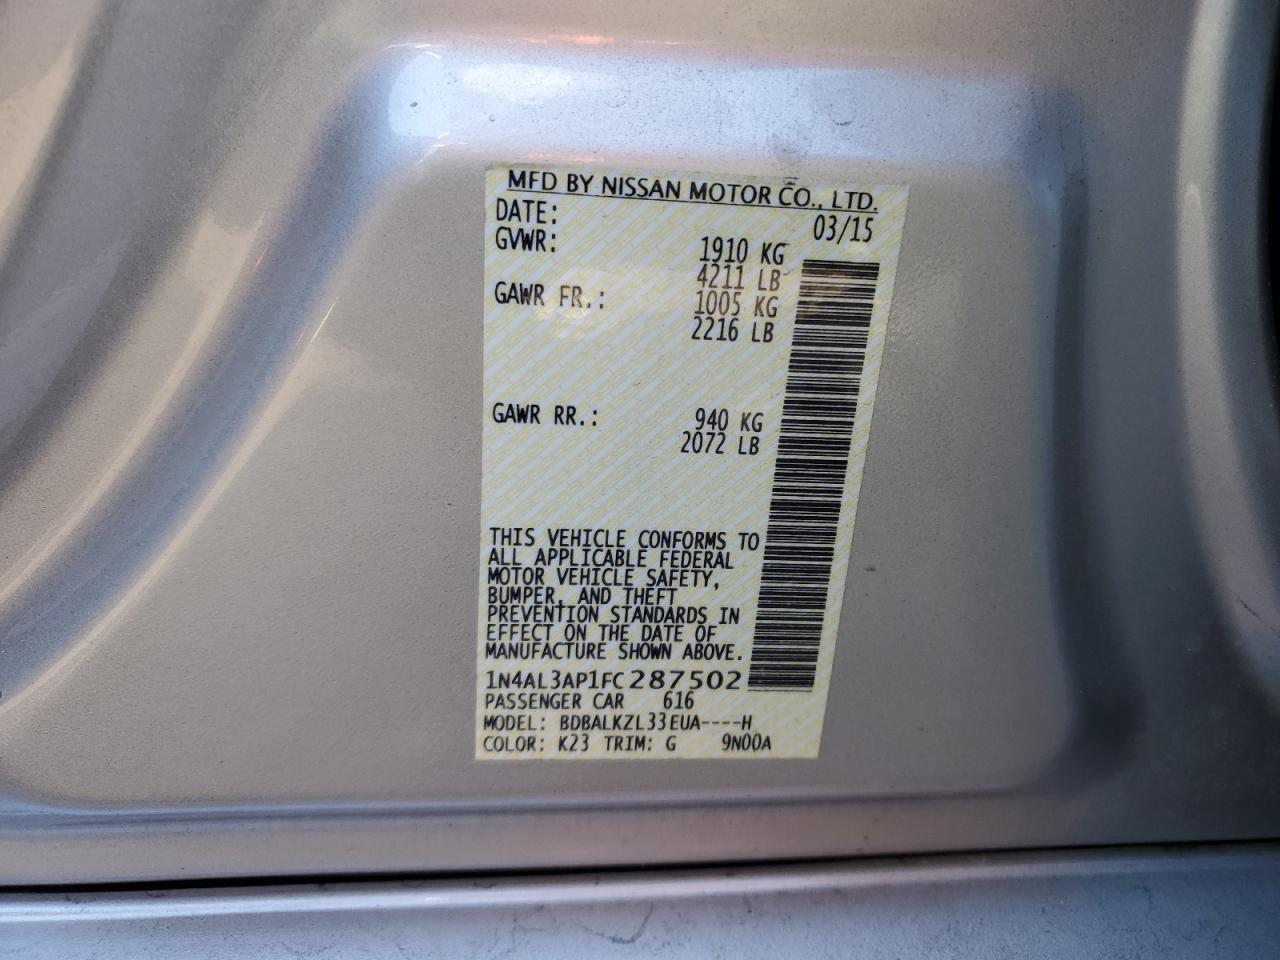 MFD BY NISSAN MOTOR CO., LTD.
DATE: 03/15
GVWR: 1910 KG
4211 LB
GAWR FR.: 1005 KG
2216 LB
GAWR RR.: 940 KG
2072 LB
THIS VEHICLE CONFORMS TO
ALL APPLICABLE FEDERAL
MOTOR VEHICLE SAFETY,
BUMPER, AND THEFT
PREVENTION STANDARDS IN
EFFECT ON THE DATE OF
MANUFACTURE SHOWN ABOVE.
1N4AL3AP1FC287502
PASSENGER CAR 616
MODEL: BDBALKZL33EUA----H
COLOR: K23 TRIM: G 9N00A